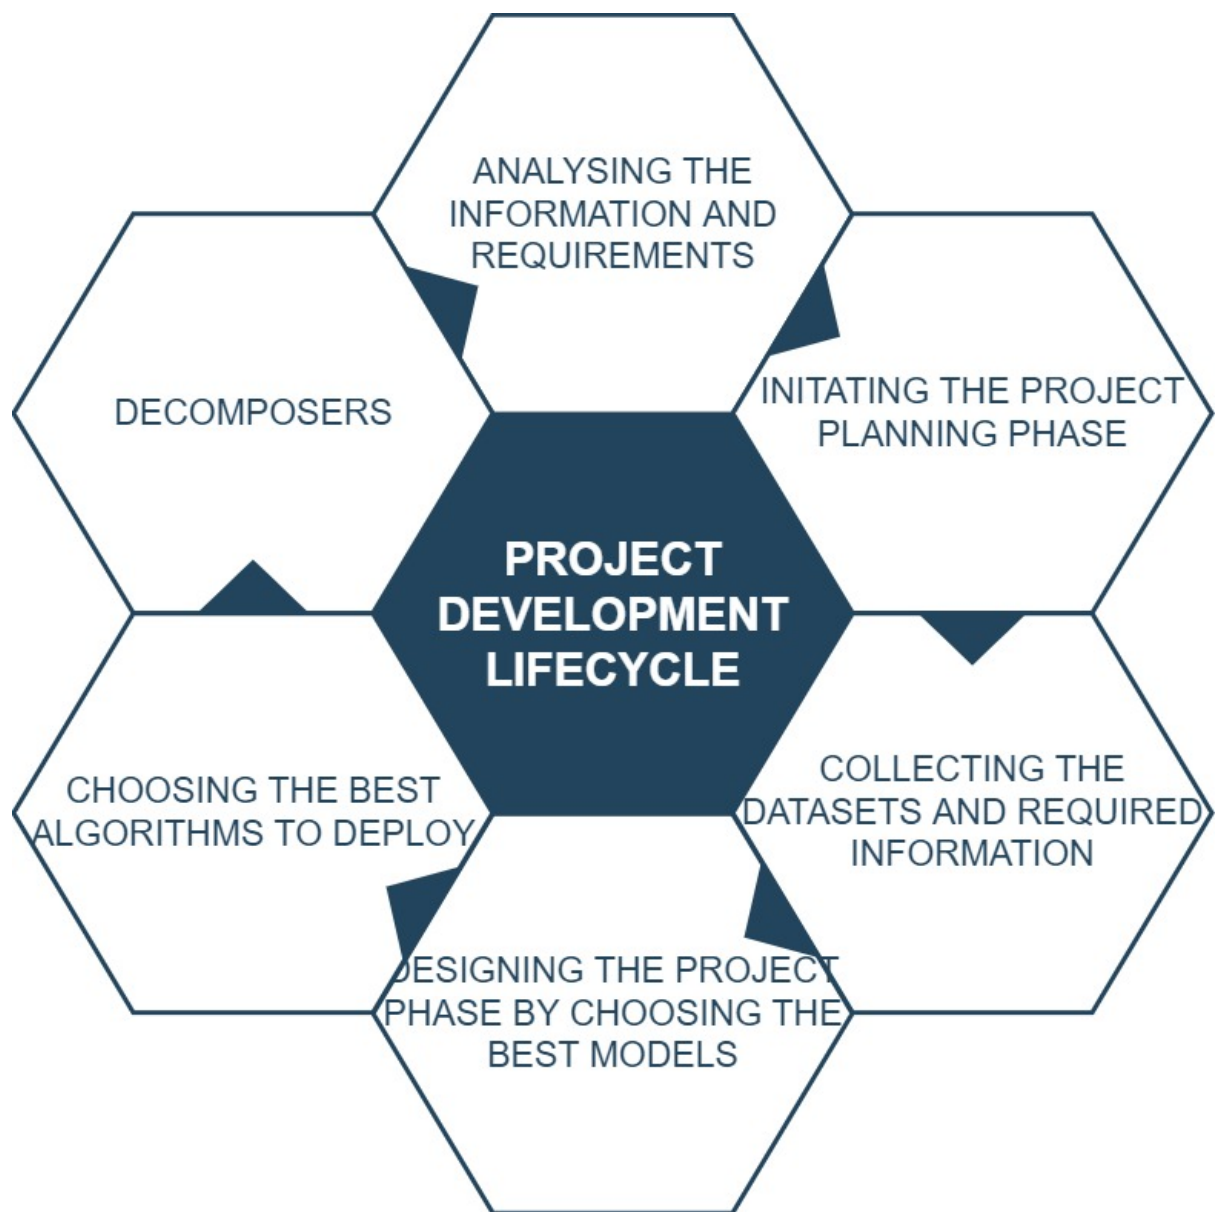 ANALYSING THE
INFORMATION AND
REQUIREMENTS
INITATING THE PROJECT
PLANNING PHASE
DECOMPOSERS
PROJECT
DEVELOPMENT
LIFECYCLE
COLLECTING THE
DATASETS AND REQUIRED
INFORMATION
CHOOSING THE BEST
ALGORITHMS TO DEPLOY
DESIGNING THE PROJECT
PHASE BY CHOOSING THE
BEST MODELS